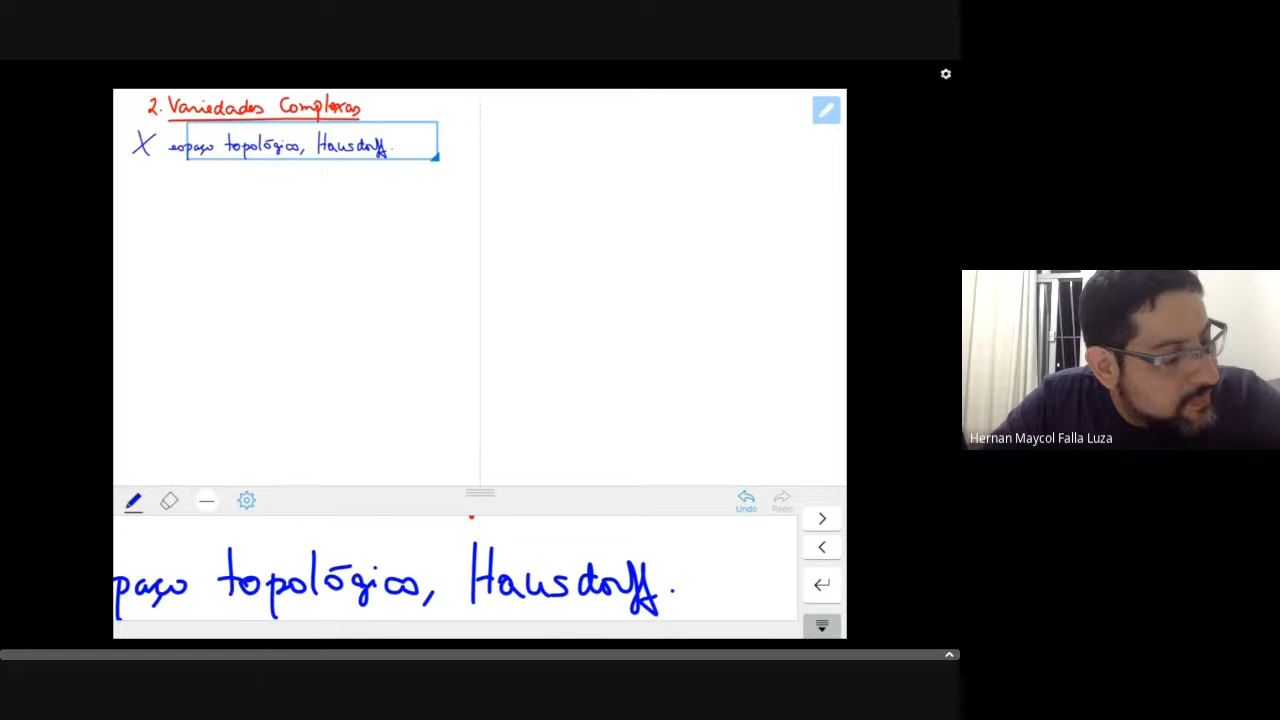 2. Variedades Complexas
X espaço topológico, Hausdorff.
Undo
Redo
paço topológico, Hausdorff.
Hernan Maycol Falla Luza